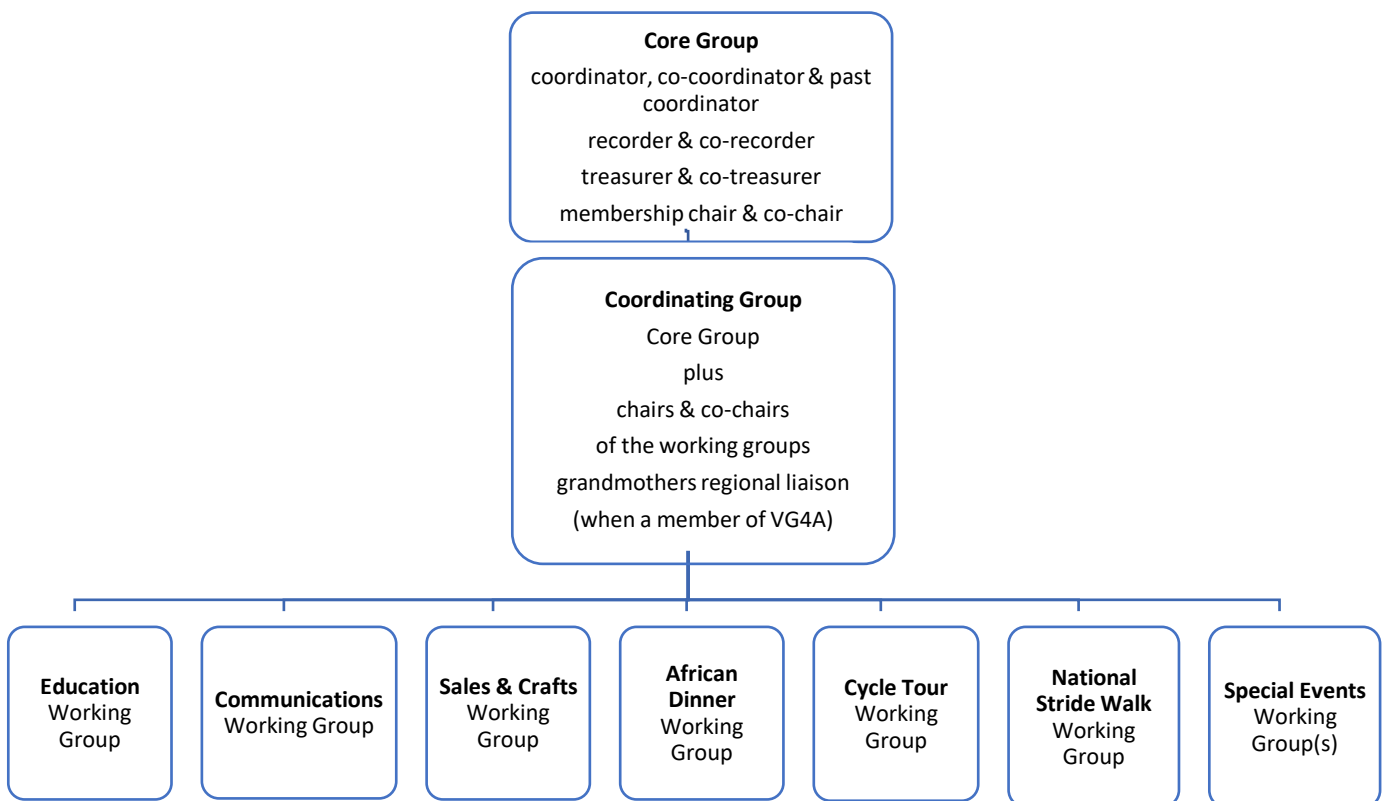 Core Group
coordinator, co-coordinator & past
coordinator
recorder & co-recorder
treasurer & co-treasurer
membership chair & co-chair
Coordinating Group
Core Group
plus
chairs & co-chairs
of the working groups
grandmothers regional liaison
(when a member of VG4A)
Education
Working
Group
Communications
Working Group
Sales & Crafts
Working
Group
African
Dinner
Working
Group
Cycle Tour
Working
Group
National
Stride Walk
Working
Group
Special Events
Working
Group(s)